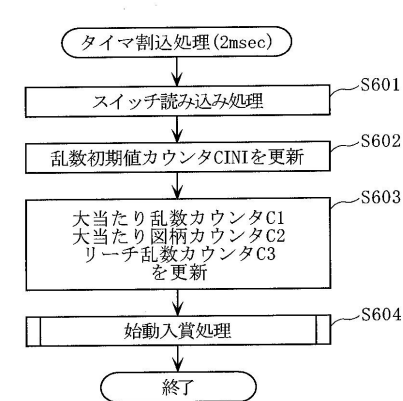 タイマ割込処理(2msec)
スイッチ読み込み処理
S601
乱数初期値カウンタCINIを更新
S602
大当たり乱数カウンタC1
大当たり図柄カウンタC2
リーチ乱数カウンタC3
を更新
S603
始動入賞処理
S604
終了